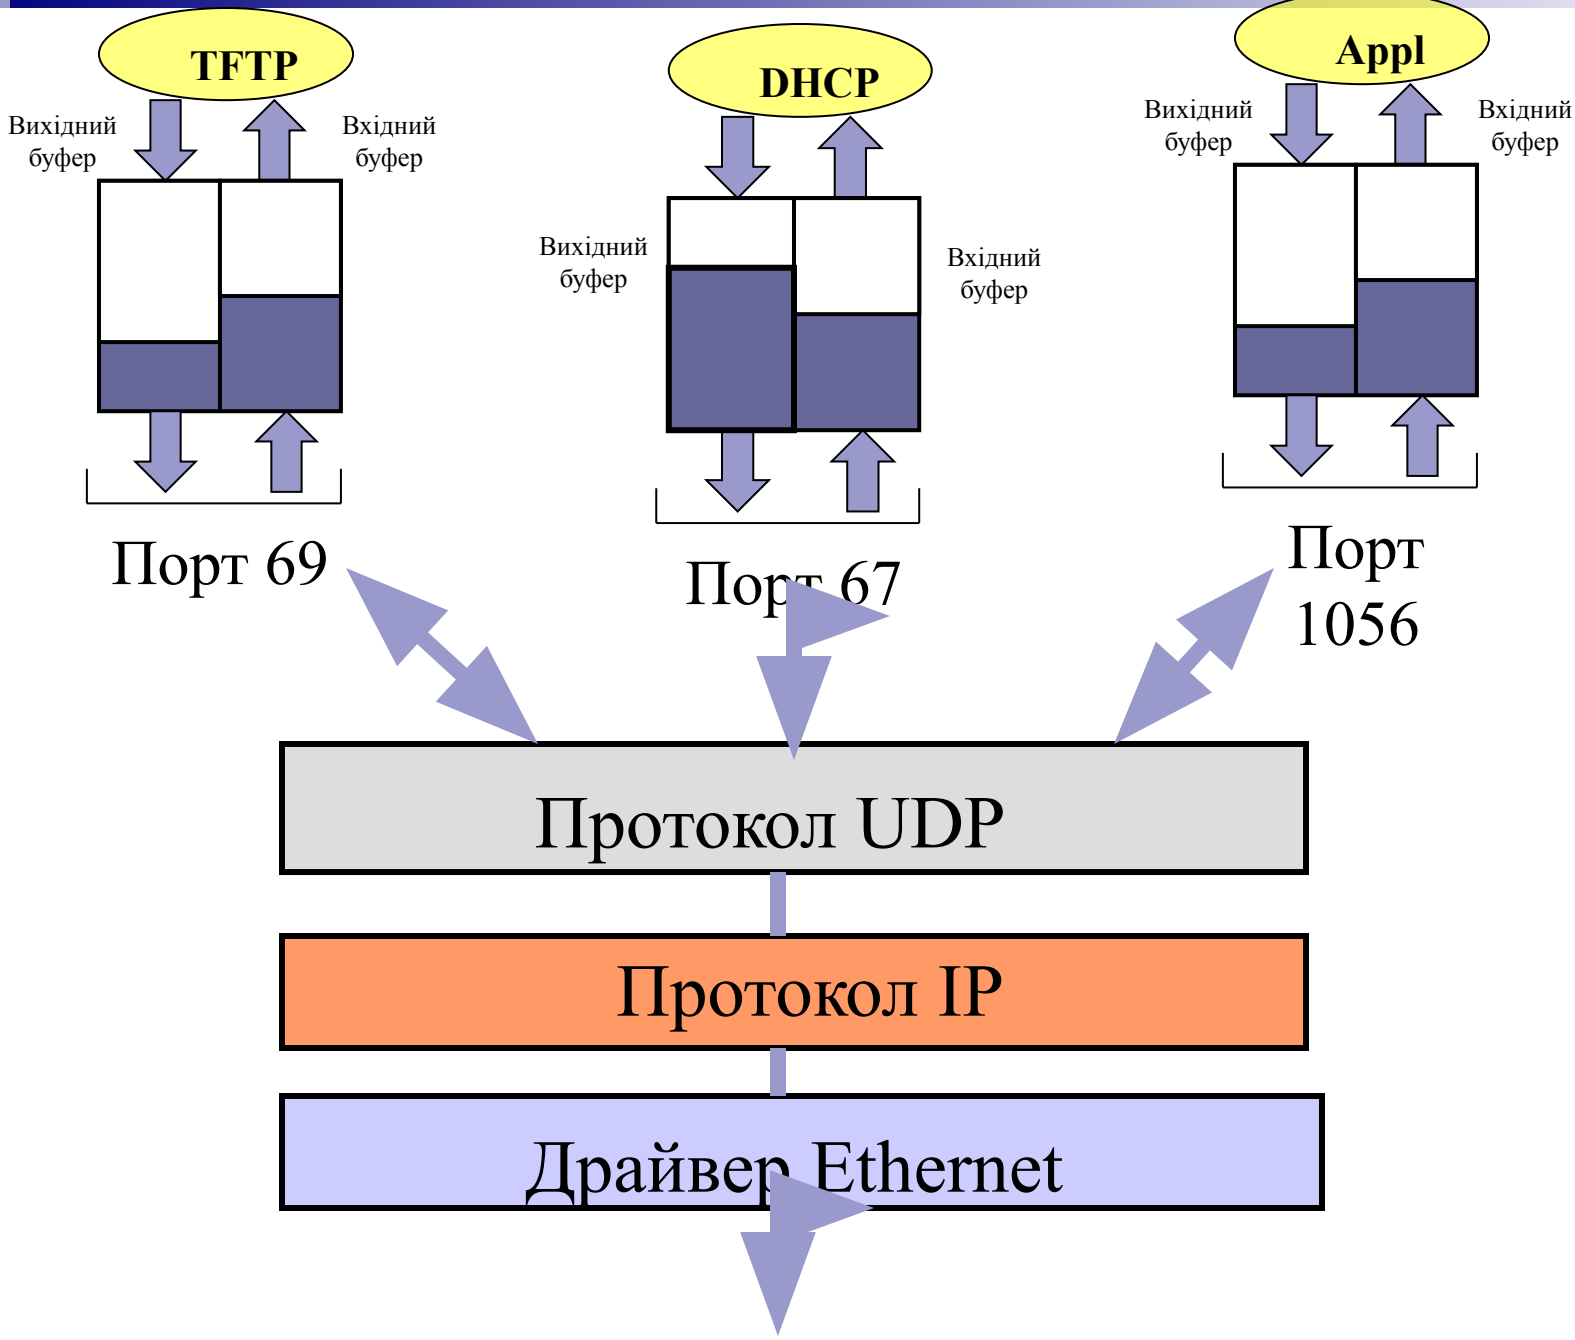 TFTP
Вихідний
буфер
Вхідний
буфер
Порт 69
DHCP
Вихідний
буфер
Вхідний
буфер
Порт 67
Appl
Вихідний
буфер
Вхідний
буфер
Порт
1056
Протокол UDP
Протокол IP
Драйвер Ethernet